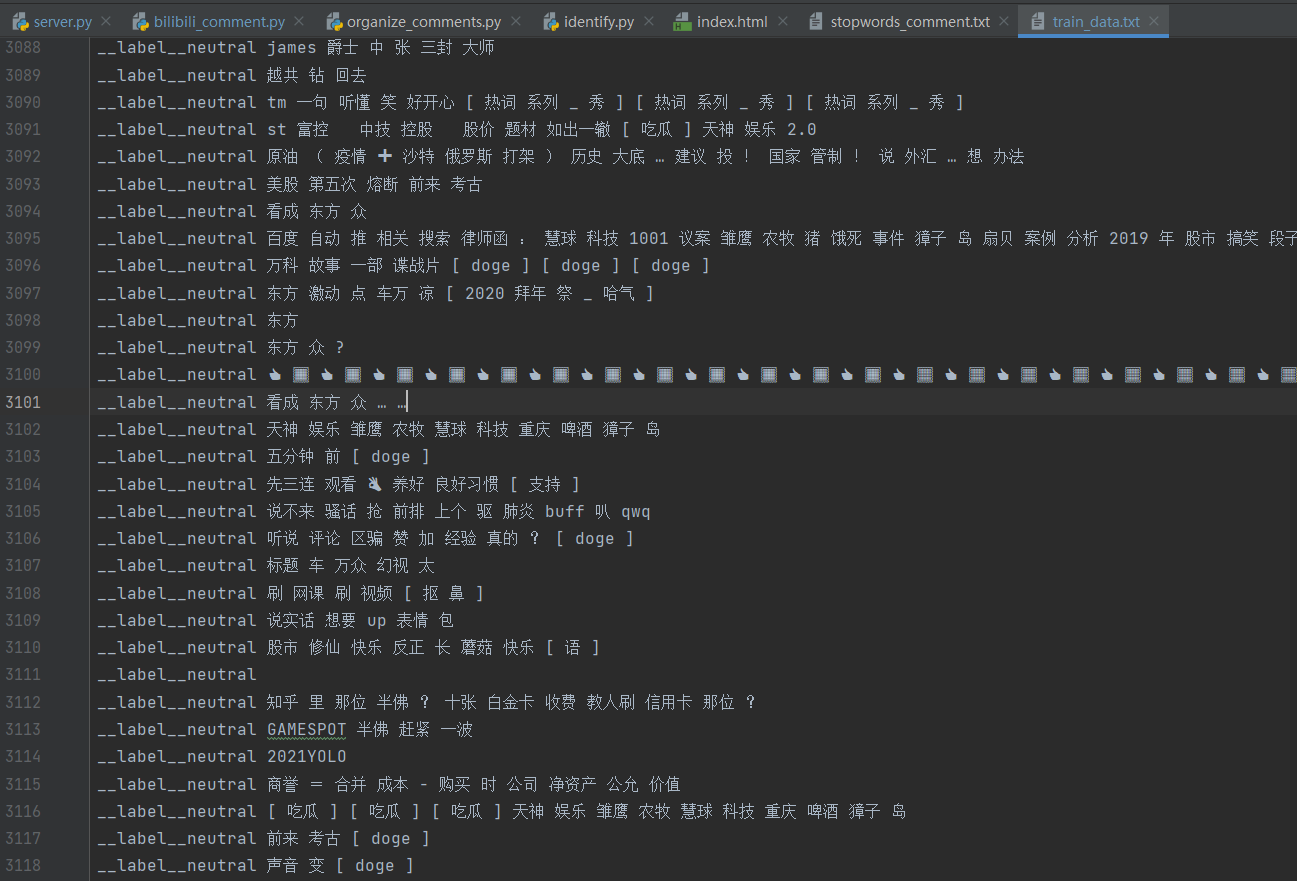 server.py bilibili_comment.py organize_comments.py identify.py index.html stopwords_comment.txt train_data.txt
3088 __label__neutral james 爵士 中 张 三封 大师
3089 __label__neutral 越共 钻 回去
3090 __label__neutral tm 一句 听懂 笑 好开心 [ 热词 系列 _ 秀 ] [ 热词 系列 _ 秀 ] [ 热词 系列 _ 秀 ]
3091 __label__neutral st 富控 中技 控股 股价 题材 如出一辙 [ 吃瓜 ] 天神 娱乐 2.0
3092 __label__neutral 原油 （ 疫情 ➕ 沙特 俄罗斯 打架 ） 历史 大底 … 建议 投 ！ 国家 管制 ！ 说 外汇 … 想 办法
3093 __label__neutral 美股 第五次 熔断 前来 考古
3094 __label__neutral 看成 东方 众
3095 __label__neutral 百度 自动 推 相关 搜索 律师函 ： 慧球 科技 1001 议案 雏鹰 农牧 猪 饿死 事件 獐子 岛 扇贝 案例 分析 2019 年 股市 搞笑 段子
3096 __label__neutral 万科 故事 一部 谍战片 [ doge ] [ doge ] [ doge ]
3097 __label__neutral 东方 激动 点 车万 凉 [ 2020 拜年 祭 _ 哈气 ]
3098 __label__neutral 东方
3099 __label__neutral 东方 众 ?
3100 __label__neutral
3101 __label__neutral 看成 东方 众 … …
3102 __label__neutral 天神 娱乐 雏鹰 农牧 慧球 科技 重庆 啤酒 獐子 岛
3103 __label__neutral 五分钟 前 [ doge ]
3104 __label__neutral 先三连 观看 👌 养好 良好习惯 [ 支持 ]
3105 __label__neutral 说不来 骚话 抢 前排 上个 驱 肺炎 buff 叭 qwq
3106 __label__neutral 听说 评论 区骗 赞 加 经验 真的 ？ [ doge ]
3107 __label__neutral 标题 车 万众 幻视 太
3108 __label__neutral 刷 网课 刷 视频 [ 抠 鼻 ]
3109 __label__neutral 说实话 想要 up 表情 包
3110 __label__neutral 股市 修仙 快乐 反正 长 蘑菇 快乐 [ 语 ]
3111 __label__neutral
3112 __label__neutral 知乎 里 那位 半佛 ？ 十张 白金卡 收费 教人刷 信用卡 那位 ？
3113 __label__neutral GAMESPOT 半佛 赶紧 一波
3114 __label__neutral 2021YOLO
3115 __label__neutral 商誉 ＝ 合并 成本 - 购买 时 公司 净资产 公允 价值
3116 __label__neutral [ 吃瓜 ] [ 吃瓜 ] [ 吃瓜 ] 天神 娱乐 雏鹰 农牧 慧球 科技 重庆 啤酒 獐子 岛
3117 __label__neutral 前来 考古 [ doge ]
3118 __label__neutral 声音 变 [ doge ]